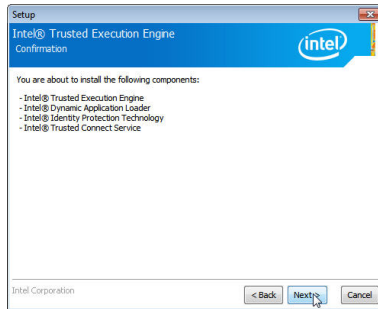 Setup
Intel® Trusted Execution Engine
Confirmation
intel
You are about to install the following components:
- Intel® Trusted Execution Engine
- Intel® Dynamic Application Loader
- Intel® Identity Protection Technology
- Intel® Trusted Connect Service
Intel Corporation
< Back Next > Cancel